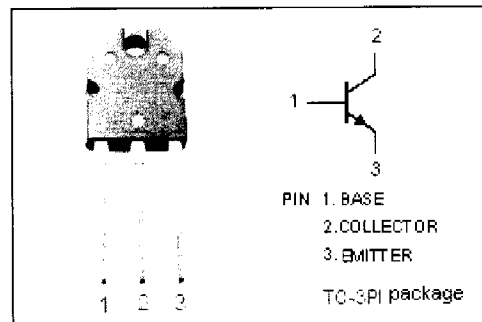 2
1
3
PIN 1. BASE
2. COLLECTOR
3. EMITTER
1 2 3
TO-3PI package